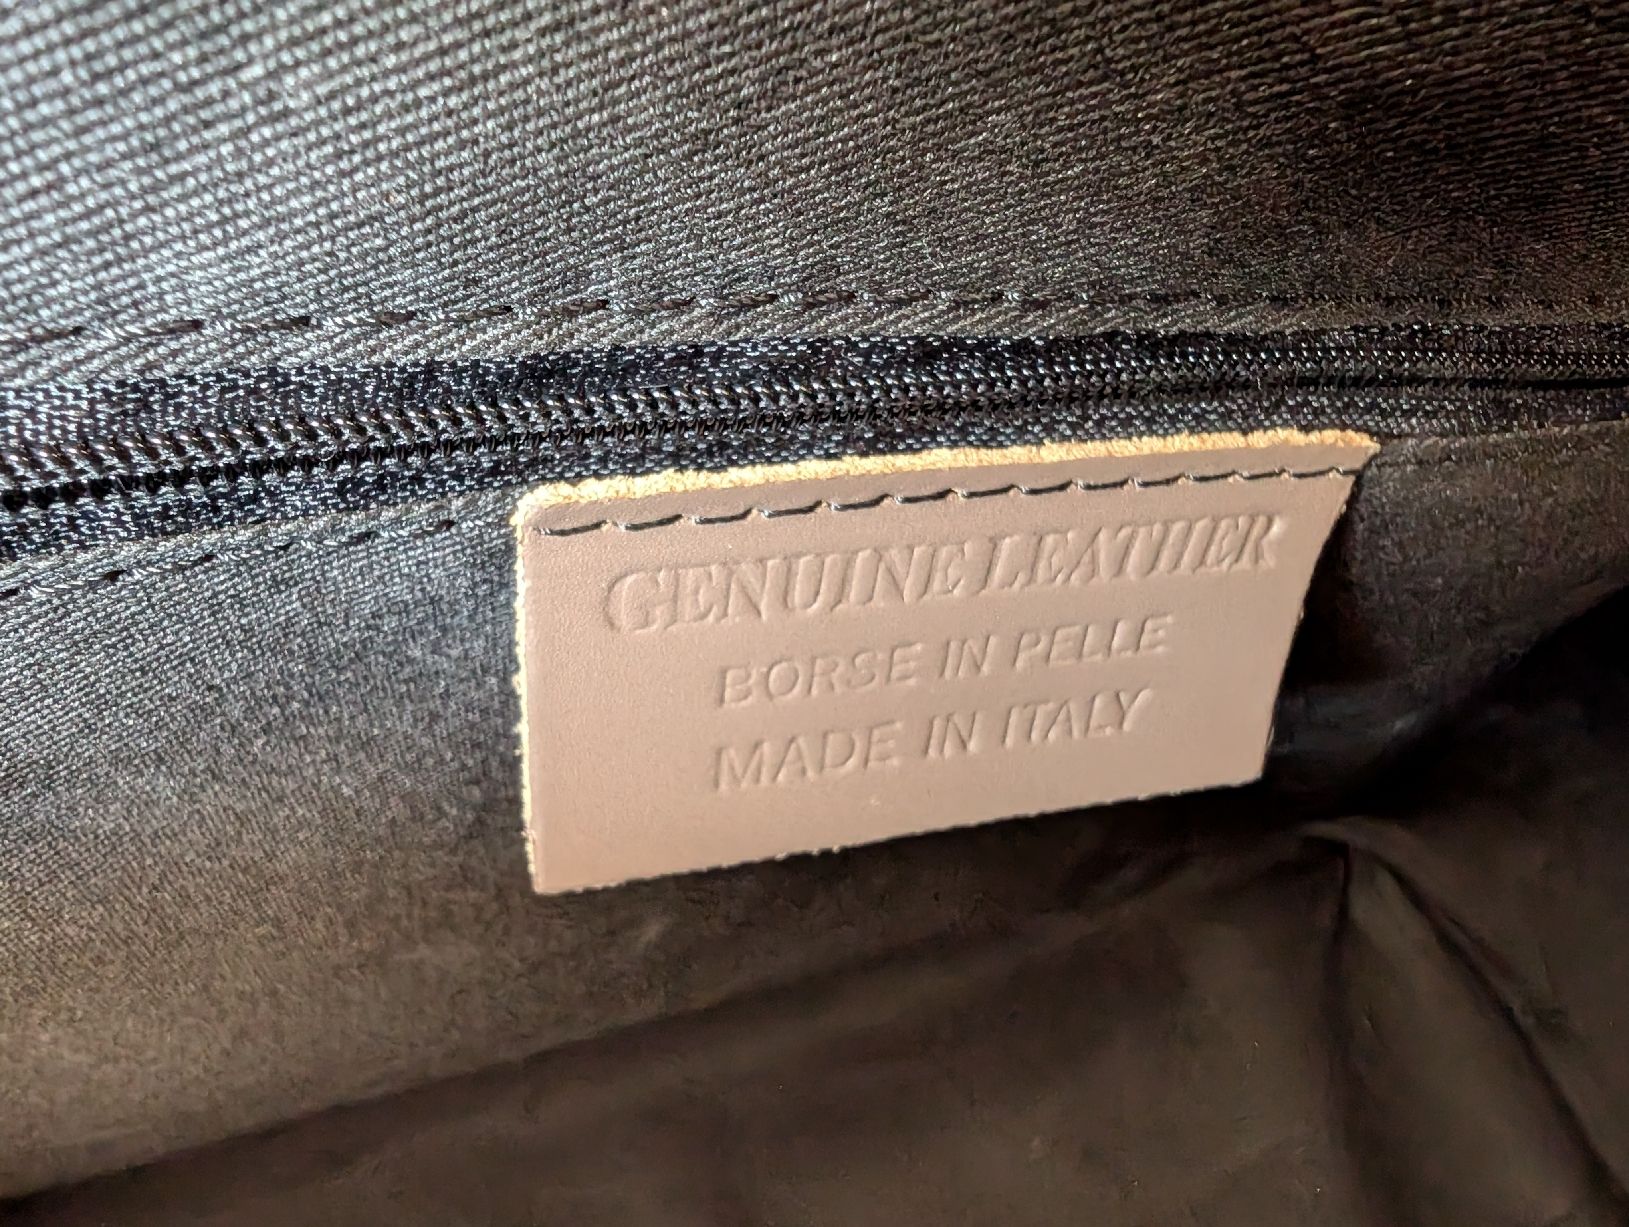 GENUINE LEATHER
BORSE IN PELLE
MADE IN ITALY